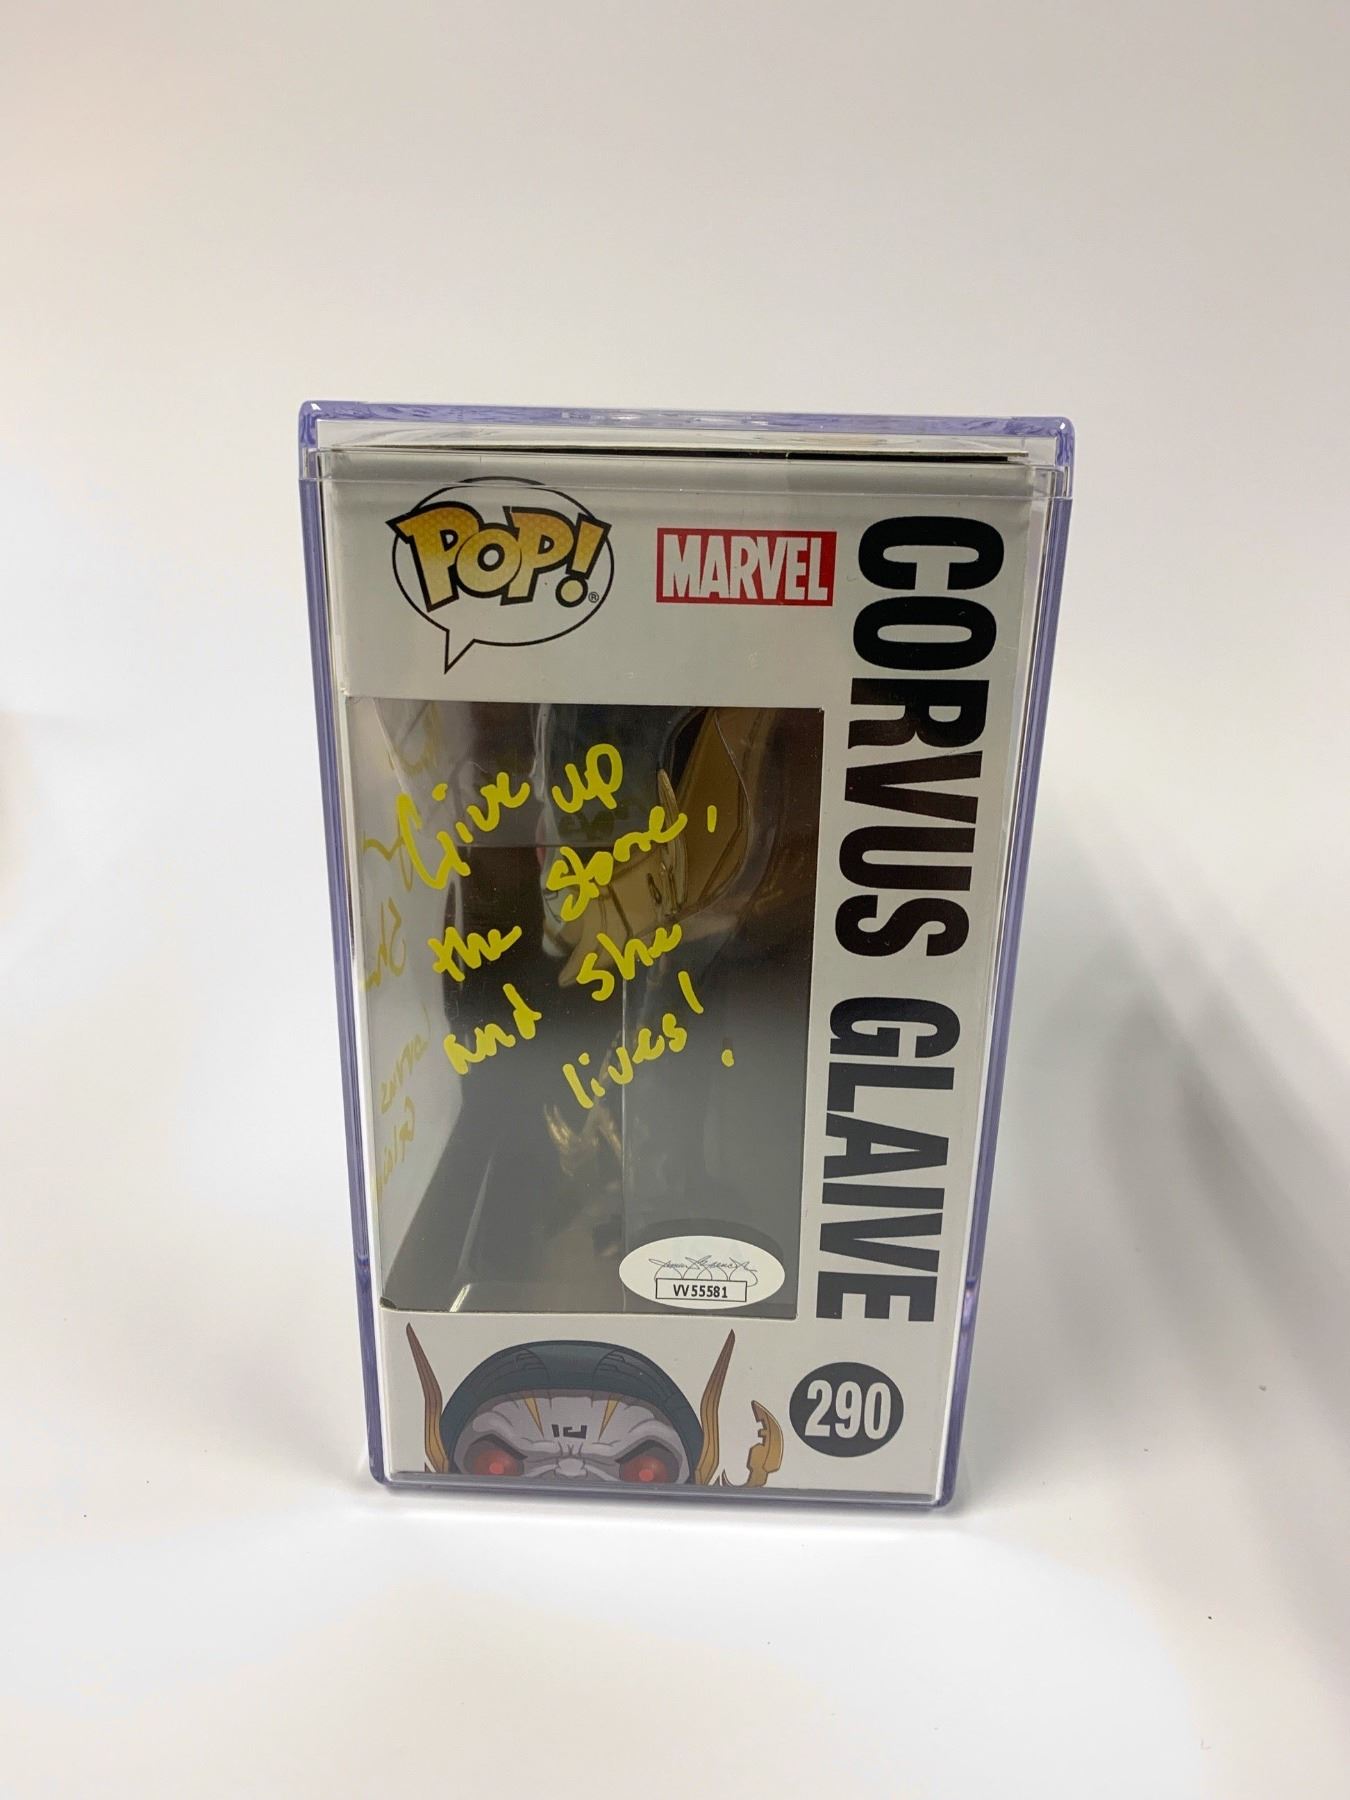 POP!®
MARVEL
CORVUS GLAIVE
Give up
the stone,
and she
lives!
VV55581
290